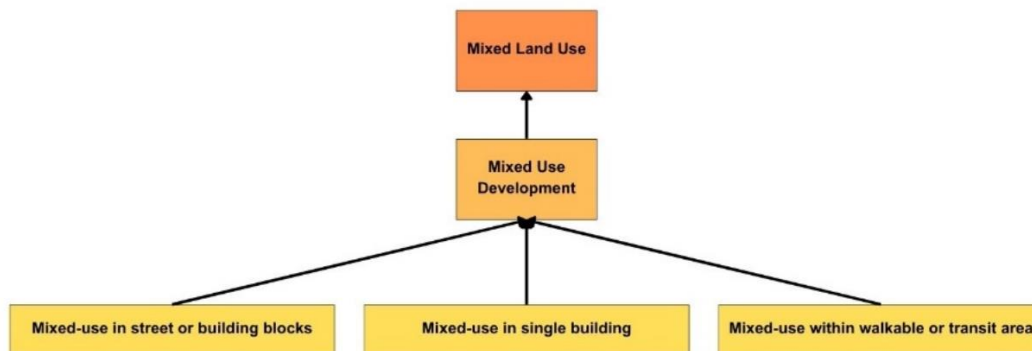 Mixed Land Use
Mixed Use
Development
Mixed-use in street or building blocks
Mixed-use in single building
Mixed-use within walkable or transit area